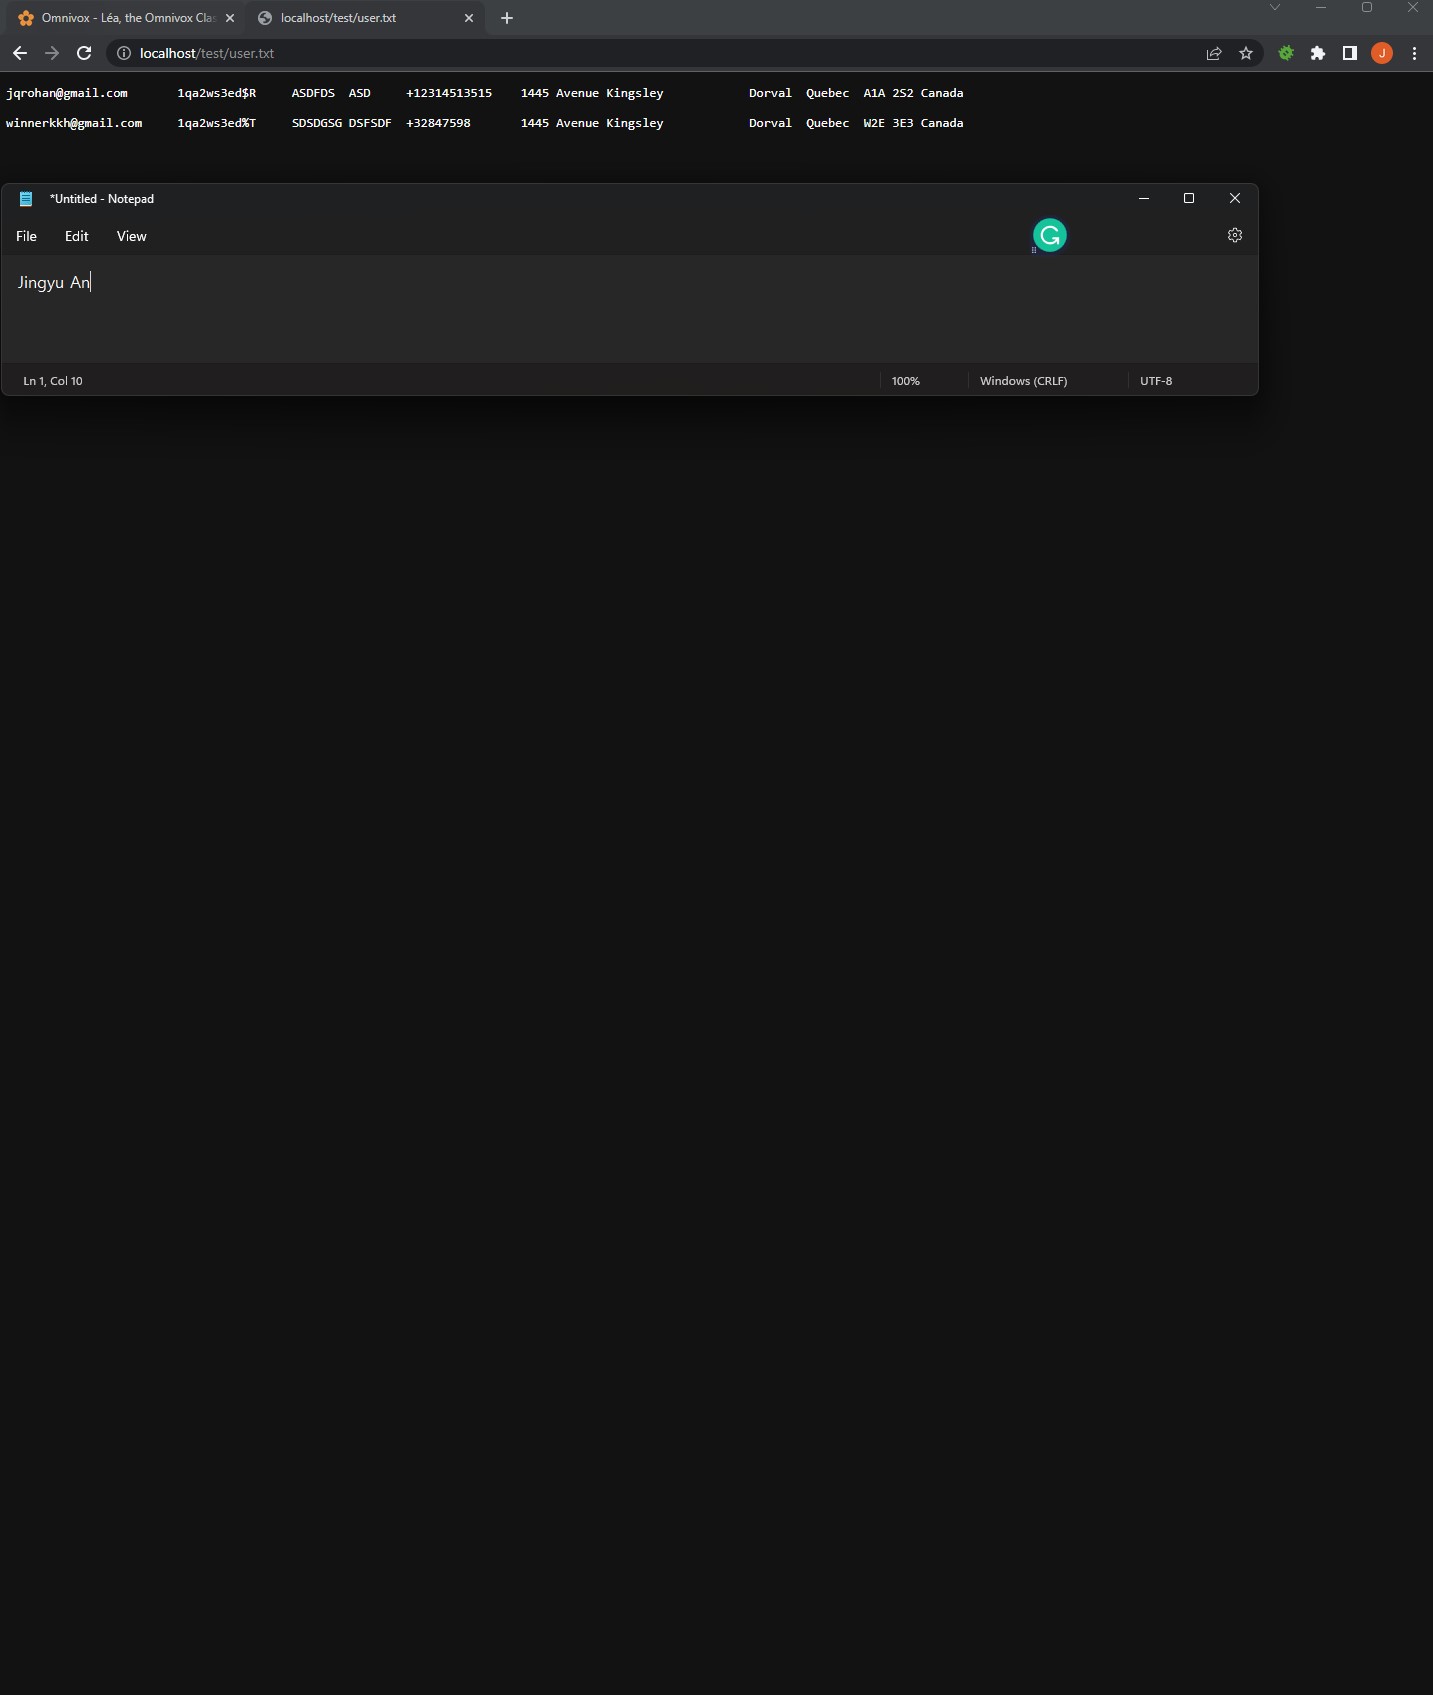 Omnivox - Léa, the Omnivox Clas
localhost/test/user.txt
localhost/test/user.txt
J
jqrohan@gmail.com 1qa2ws3ed$R ASDFDS ASD +12314513515 1445 Avenue Kingsley Dorval Quebec A1A 2S2 Canada
winnerkkh@gmail.com 1qa2ws3ed%T SDSDGSG DSFSDF +32847598 1445 Avenue Kingsley Dorval Quebec W2E 3E3 Canada
*Untitled - Notepad
File Edit View
Jingyu An
Ln 1, Col 10 100% Windows (CRLF) UTF-8